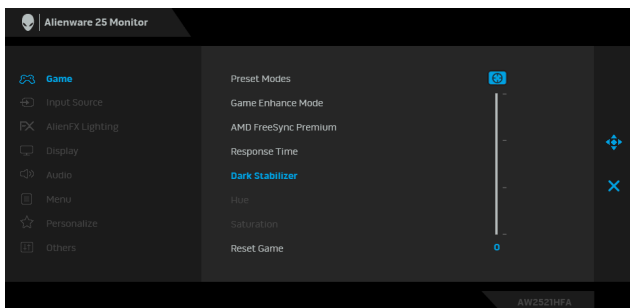 Alienware 25 Monitor
Game
Input Source
AlienFX Lighting
Display
Audio
Menu
Personalize
Others
Preset Modes
Game Enhance Mode
AMD FreeSync Premium
Response Time
Dark Stabilizer
Hue
Saturation
Reset Game
0
AW2521HFA